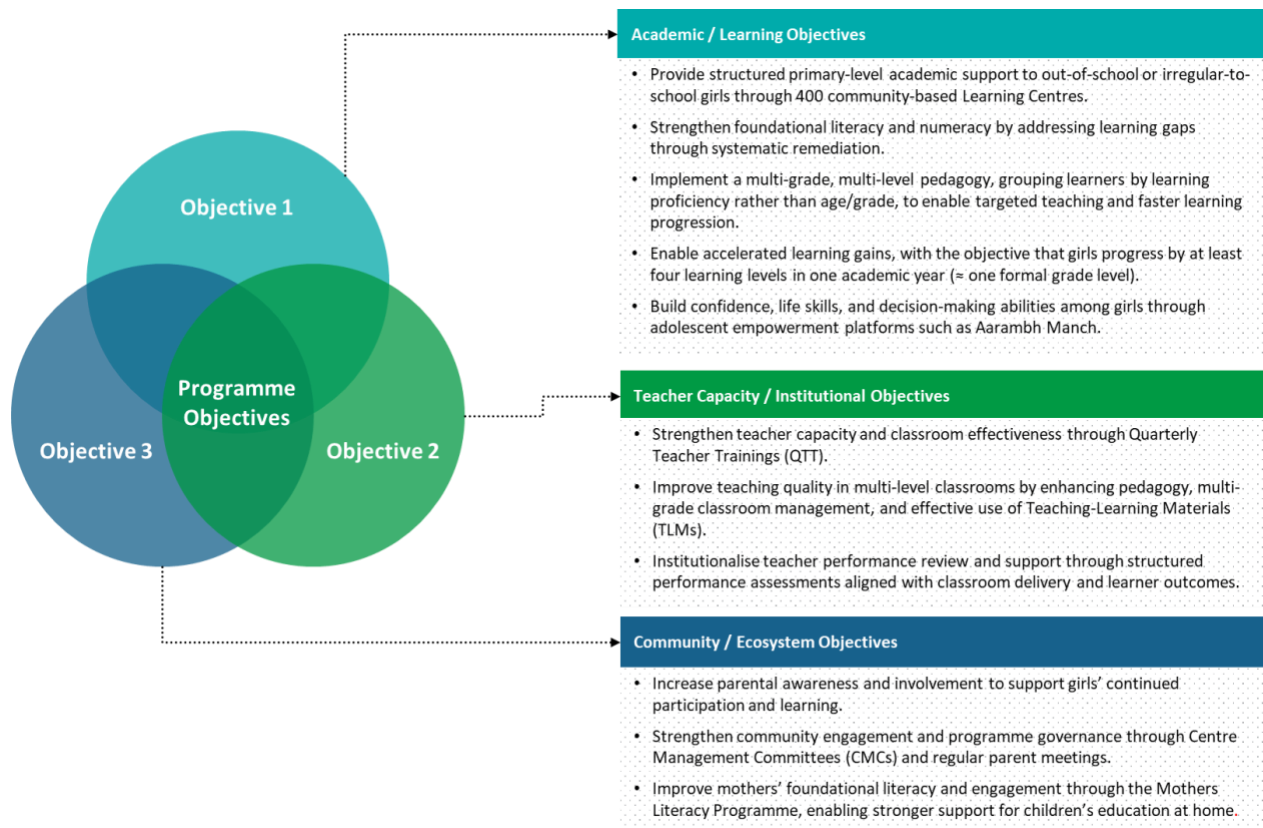 Objective 1
Programme
Objectives
Objective 3
Objective 2
Academic / Learning Objectives
• Provide structured primary-level academic support to out-of-school or irregular-to-
school girls through 400 community-based Learning Centres.
• Strengthen foundational literacy and numeracy by addressing learning gaps
through systematic remediation.
• Implement a multi-grade, multi-level pedagogy, grouping learners by learning
proficiency rather than age/grade, to enable targeted teaching and faster learning
progression.
• Enable accelerated learning gains, with the objective that girls progress by at least
four learning levels in one academic year (≈ one formal grade level).
• Build confidence, life skills, and decision-making abilities among girls through
adolescent empowerment platforms such as Aarambh Manch.
Teacher Capacity / Institutional Objectives
• Strengthen teacher capacity and classroom effectiveness through Quarterly
Teacher Trainings (QTT).
• Improve teaching quality in multi-level classrooms by enhancing pedagogy, multi-
grade classroom management, and effective use of Teaching-Learning Materials
(TLMs).
• Institutionalise teacher performance review and support through structured
performance assessments aligned with classroom delivery and learner outcomes.
Community / Ecosystem Objectives
• Increase parental awareness and involvement to support girls’ continued
participation and learning.
• Strengthen community engagement and programme governance through Centre
Management Committees (CMCs) and regular parent meetings.
• Improve mothers’ foundational literacy and engagement through the Mothers
Literacy Programme, enabling stronger support for children’s education at home.